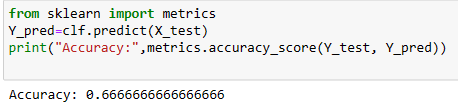 from sklearn import metrics
Y_pred=clf.predict(X_test)
print("Accuracy:",metrics.accuracy_score(Y_test, Y_pred))
Accuracy: 0.6666666666666666